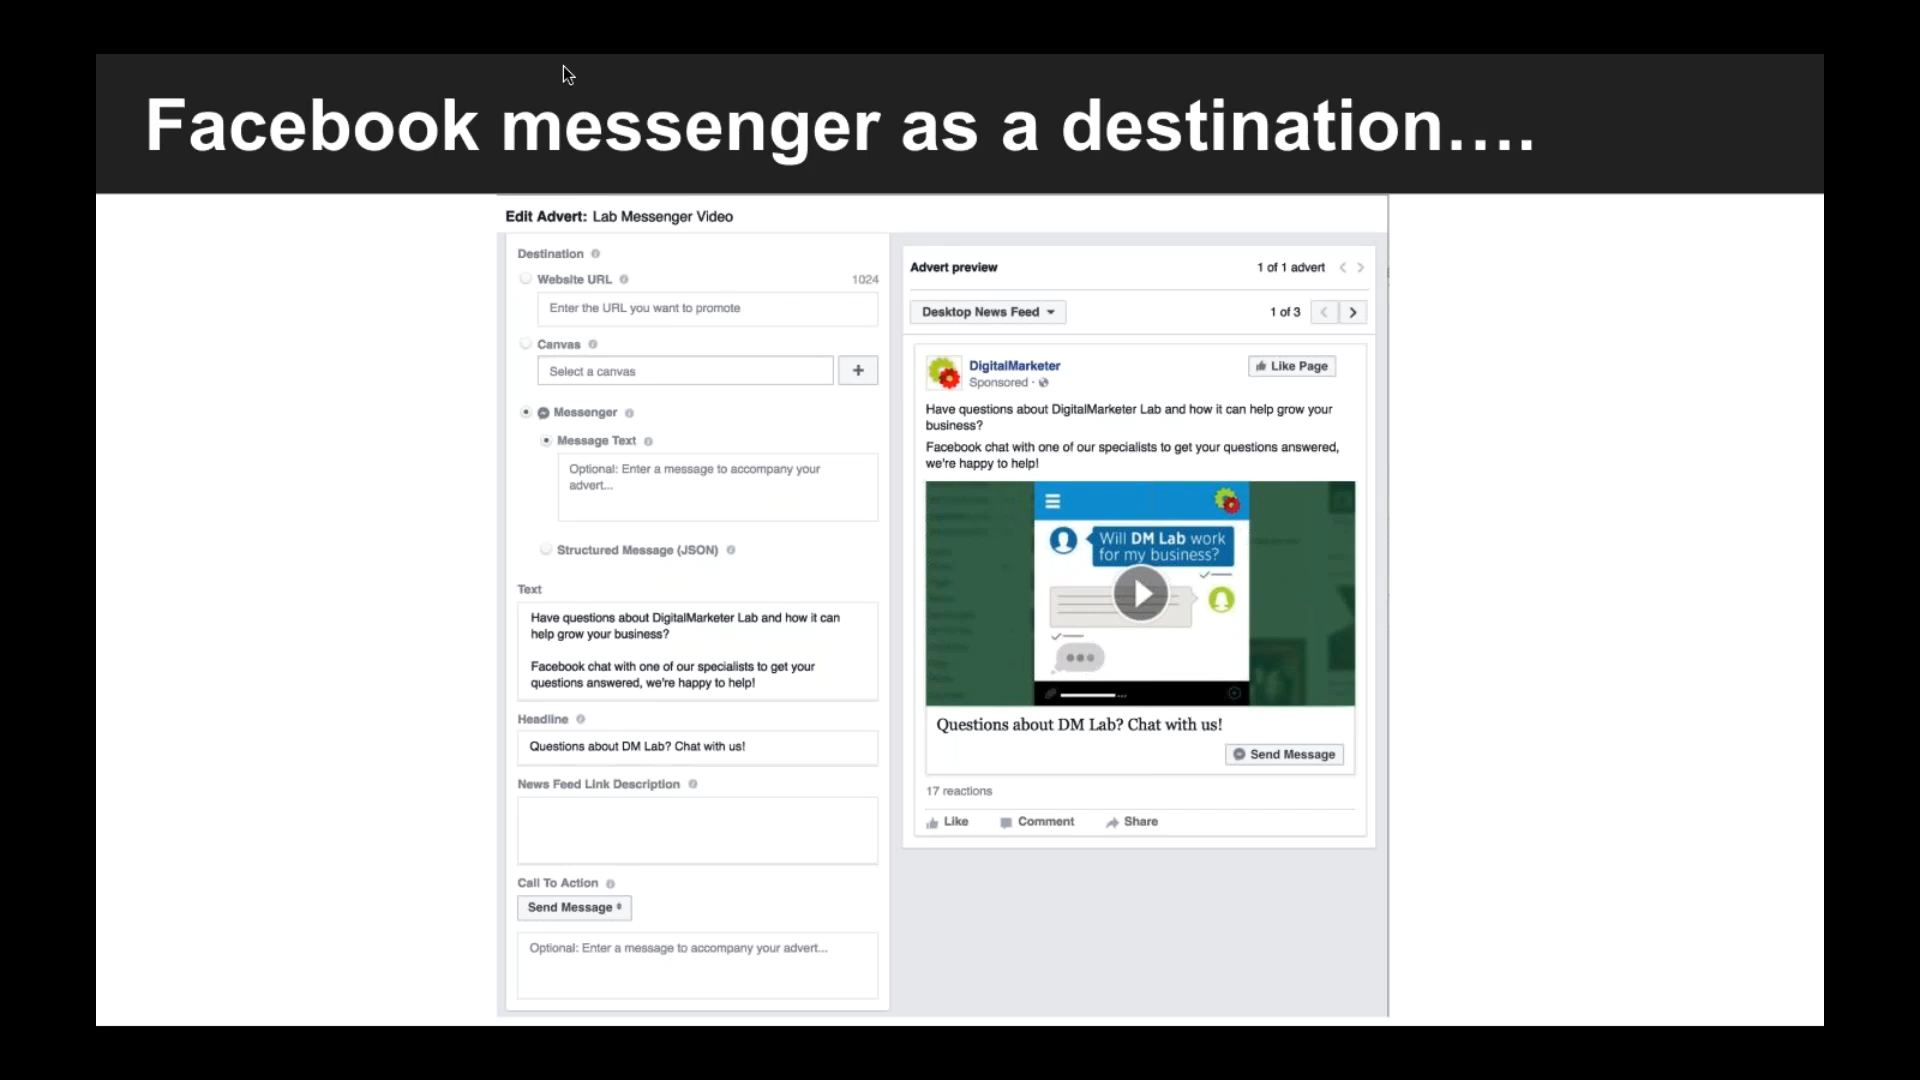 Facebook messenger as a destination....
Edit Advert: Lab Messenger Video
Destination
Website URL
1024
Enter the URL you want to promote
Canvas
Select a canvas
+
Messenger
Message Text
Optional: Enter a message to accompany your
advert...
Structured Message (JSON)
Text
Have questions about DigitalMarketer Lab and how it can
help grow your business?
Facebook chat with one of our specialists to get your
questions answered, we're happy to help!
Headline
Questions about DM Lab? Chat with us!
News Feed Link Description
Call To Action
Send Message
Optional: Enter a message to accompany your advert...
Advert preview
1 of 1 advert
Desktop News Feed
1 of 3
DigitalMarketer
Sponsored ·
Like Page
Have questions about DigitalMarketer Lab and how it can help grow your
business?
Facebook chat with one of our specialists to get your questions answered,
we're happy to help!
Will DM Lab work
for my business?
Questions about DM Lab? Chat with us!
Send Message
17 reactions
Like
Comment
Share